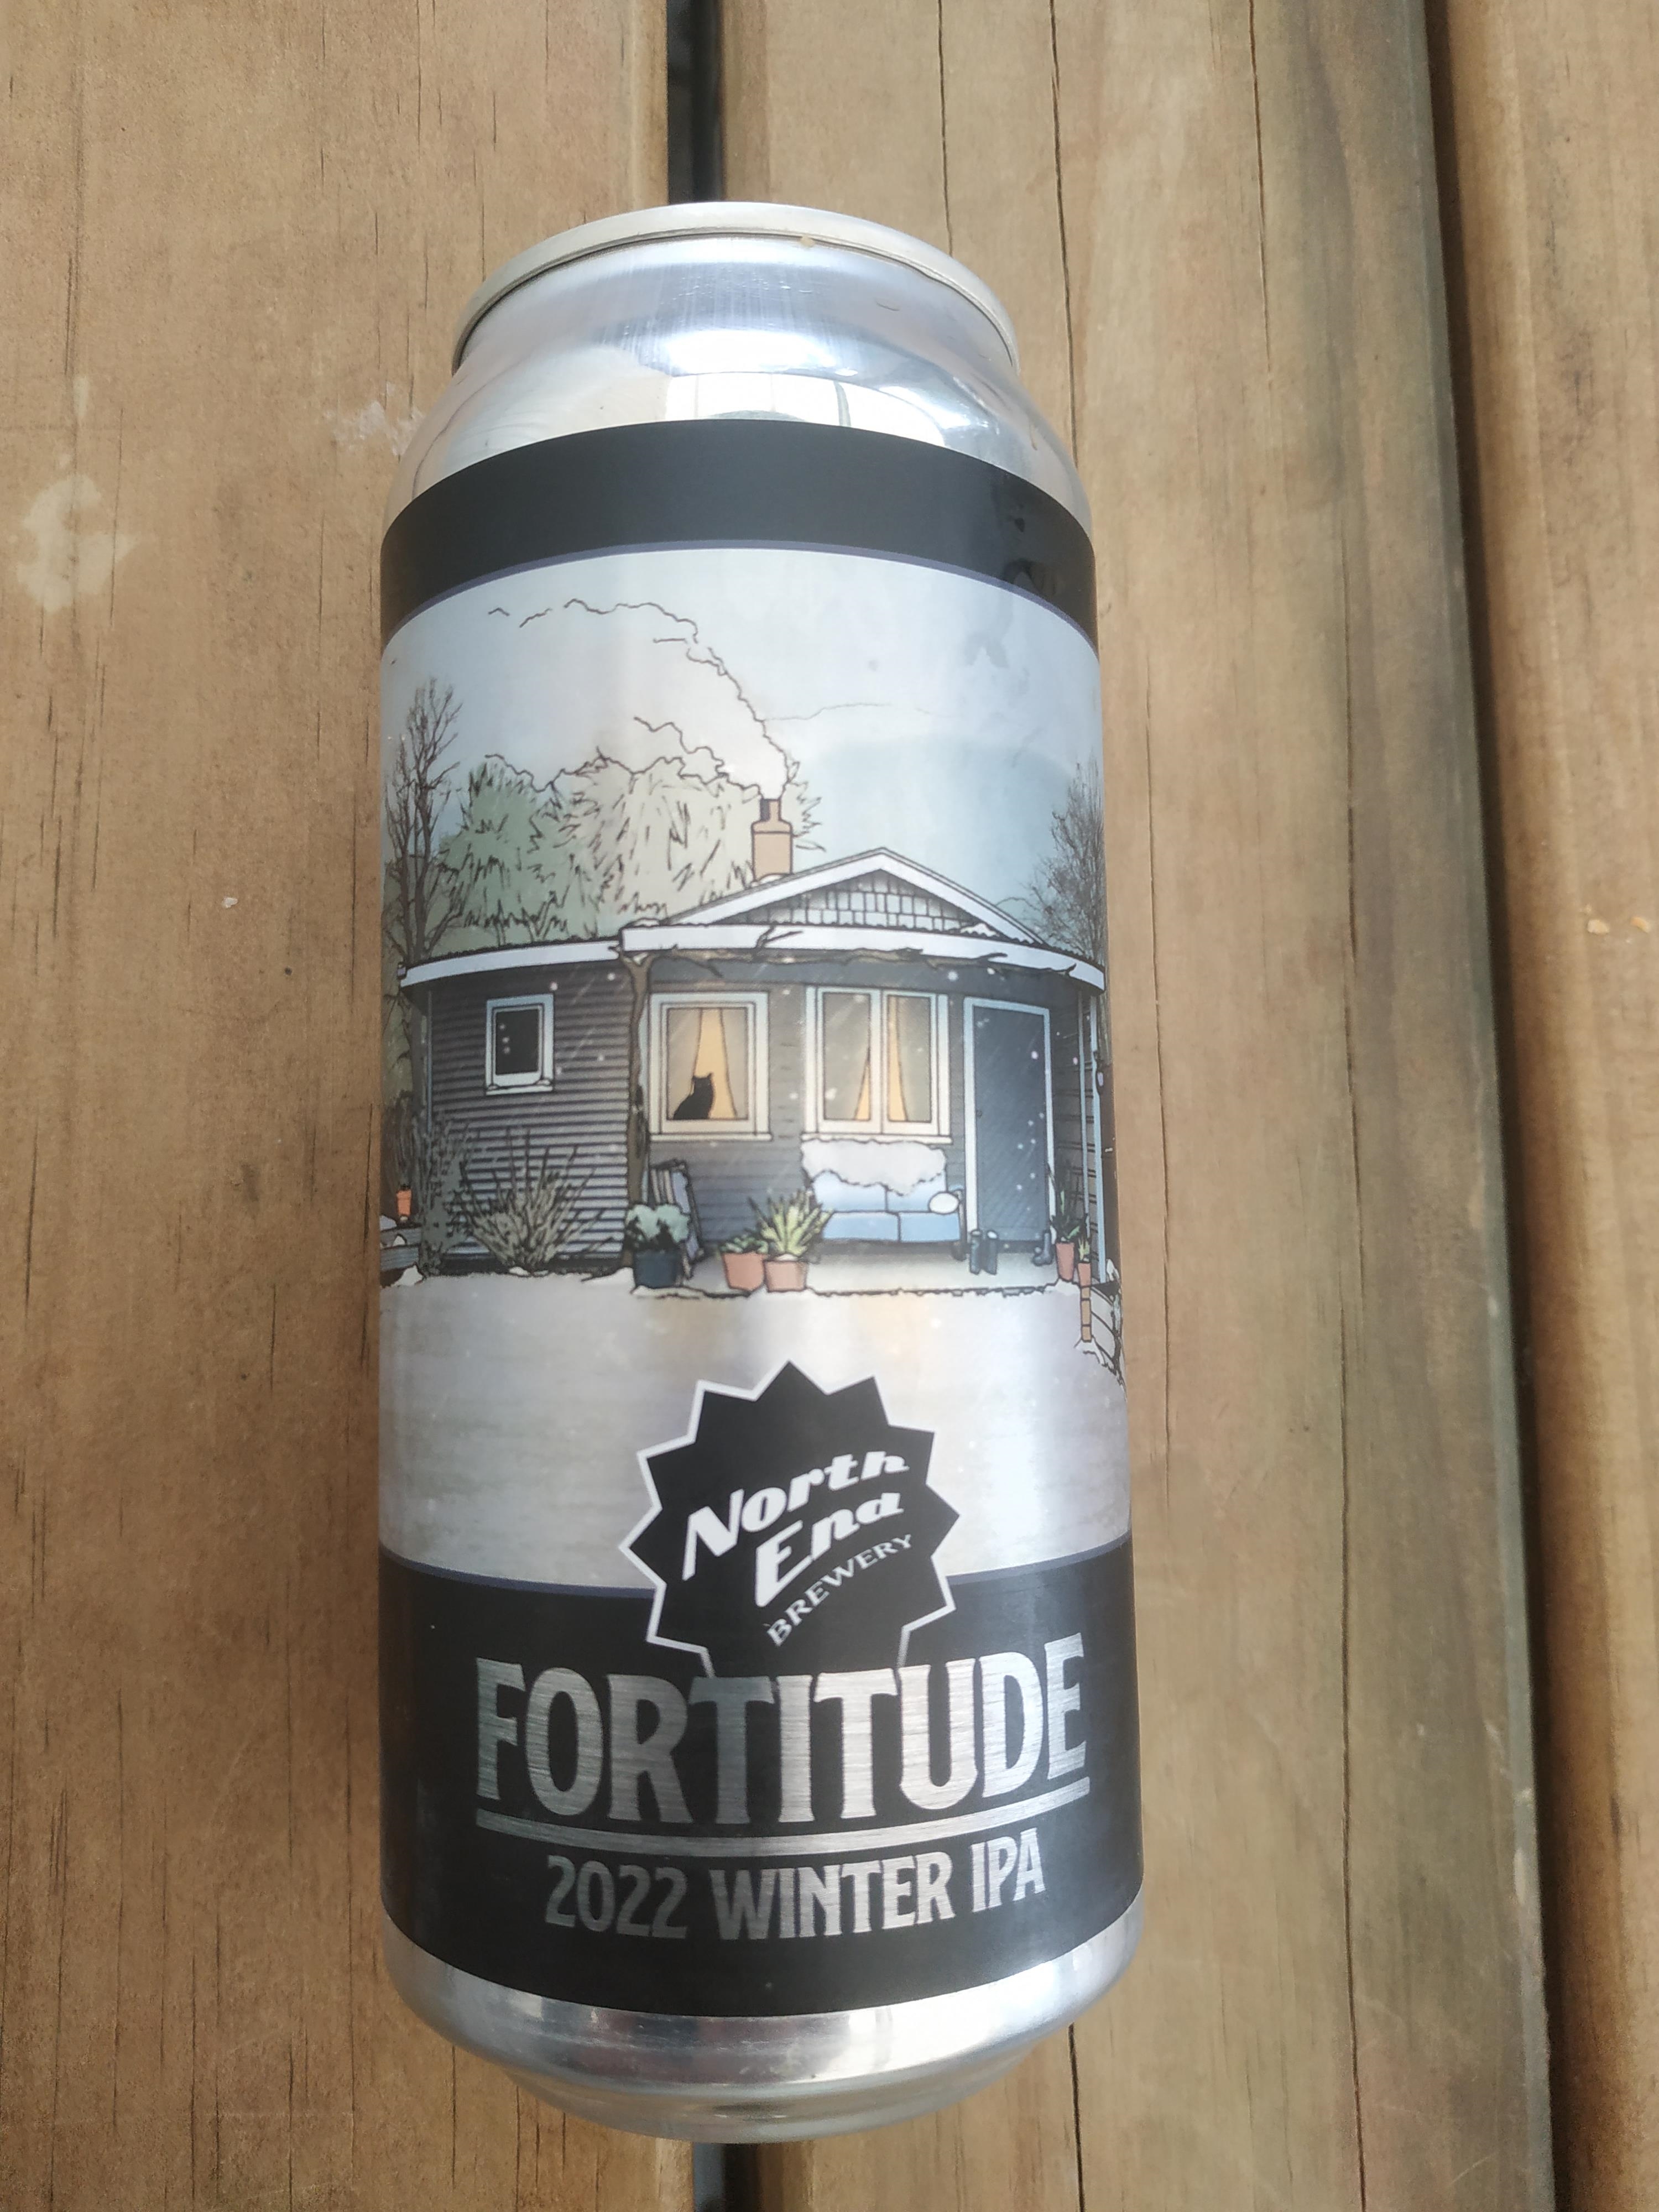 North
End
BREWERY
FORTITUDE
2022 WINTER IPA